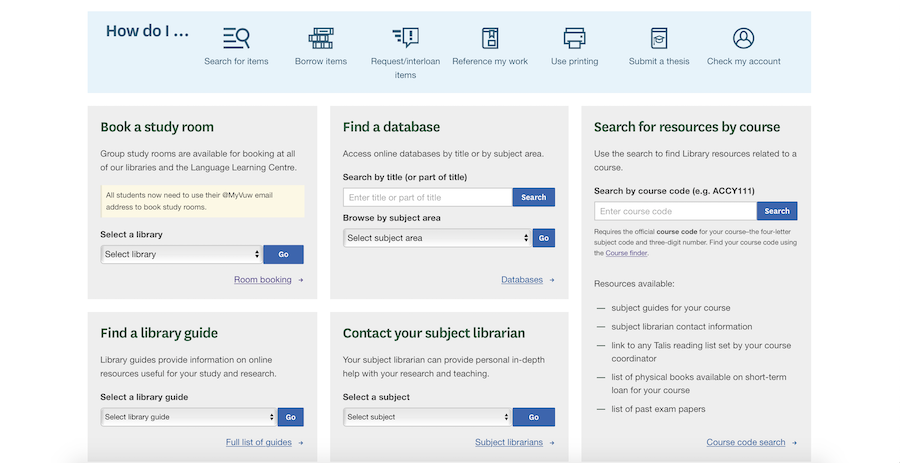 How do I ...
Search for items
Borrow items
Request/interloan
items
Reference my work
Use printing
Submit a thesis
Check my account
Book a study room
Group study rooms are available for booking at all
of our libraries and the Language Learning Centre.
All students now need to use their @MyVuw email
address to book study rooms.
Select a library
Select library
Go
Room booking →
Find a database
Access online databases by title or by subject area.
Search by title (or part of title)
Enter title or part of title
Search
Browse by subject area
Select subject area
Go
Databases →
Search for resources by course
Use the search to find Library resources related to a
course.
Search by course code (e.g. ACCY111)
Enter course code
Search
Requires the official course code for your course–the four-letter
subject code and three-digit number. Find your course code using
the Course finder.
Resources available:
— subject guides for your course
— subject librarian contact information
— link to any Talis reading list set by your course
coordinator
— list of physical books available on short-term
loan for your course
— list of past exam papers
Course code search →
Find a library guide
Library guides provide information on online
resources useful for your study and research.
Select a library guide
Select library guide
Go
Full list of guides →
Contact your subject librarian
Your subject librarian can provide personal in-depth
help with your research and teaching.
Select a subject
Select subject
Go
Subject librarians →